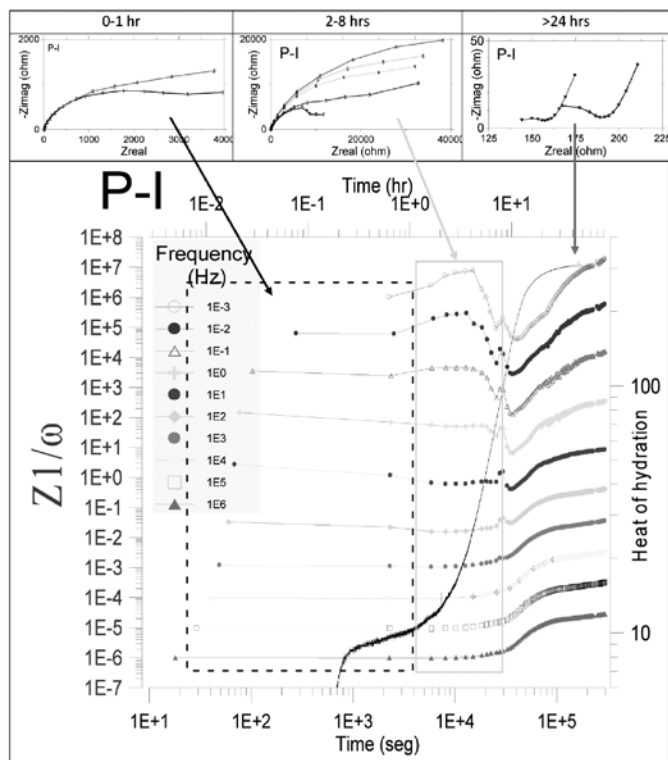 0-1 hr
2-8 hrs
>24 hrs
2000
1000
0
-Zimag (ohm)
P-I
0 1000 2000 3000 4000
Zreal
20000
10000
0
-Zimag (ohm)
P-I
0 20000 40000
Zreal (ohm)
50
25
0
-Zimag (ohm)
P-I
125 150 175 200 225
Zreal (ohm)
P-I
Time (hr)
1E-2 1E-1 1E+0 1E+1
1E+8
1E+7
1E+6
1E+5
1E+4
1E+3
1E+2
1E+1
1E+0
1E-1
1E-2
1E-3
1E-4
1E-5
1E-6
1E-7
Z1/ω
Frequency
(Hz)
1E-3
1E-2
1E-1
1E0
1E1
1E2
1E3
1E4
1E5
1E6
100
10
Heat of hydration
1E+1 1E+2 1E+3 1E+4 1E+5
Time (seg)